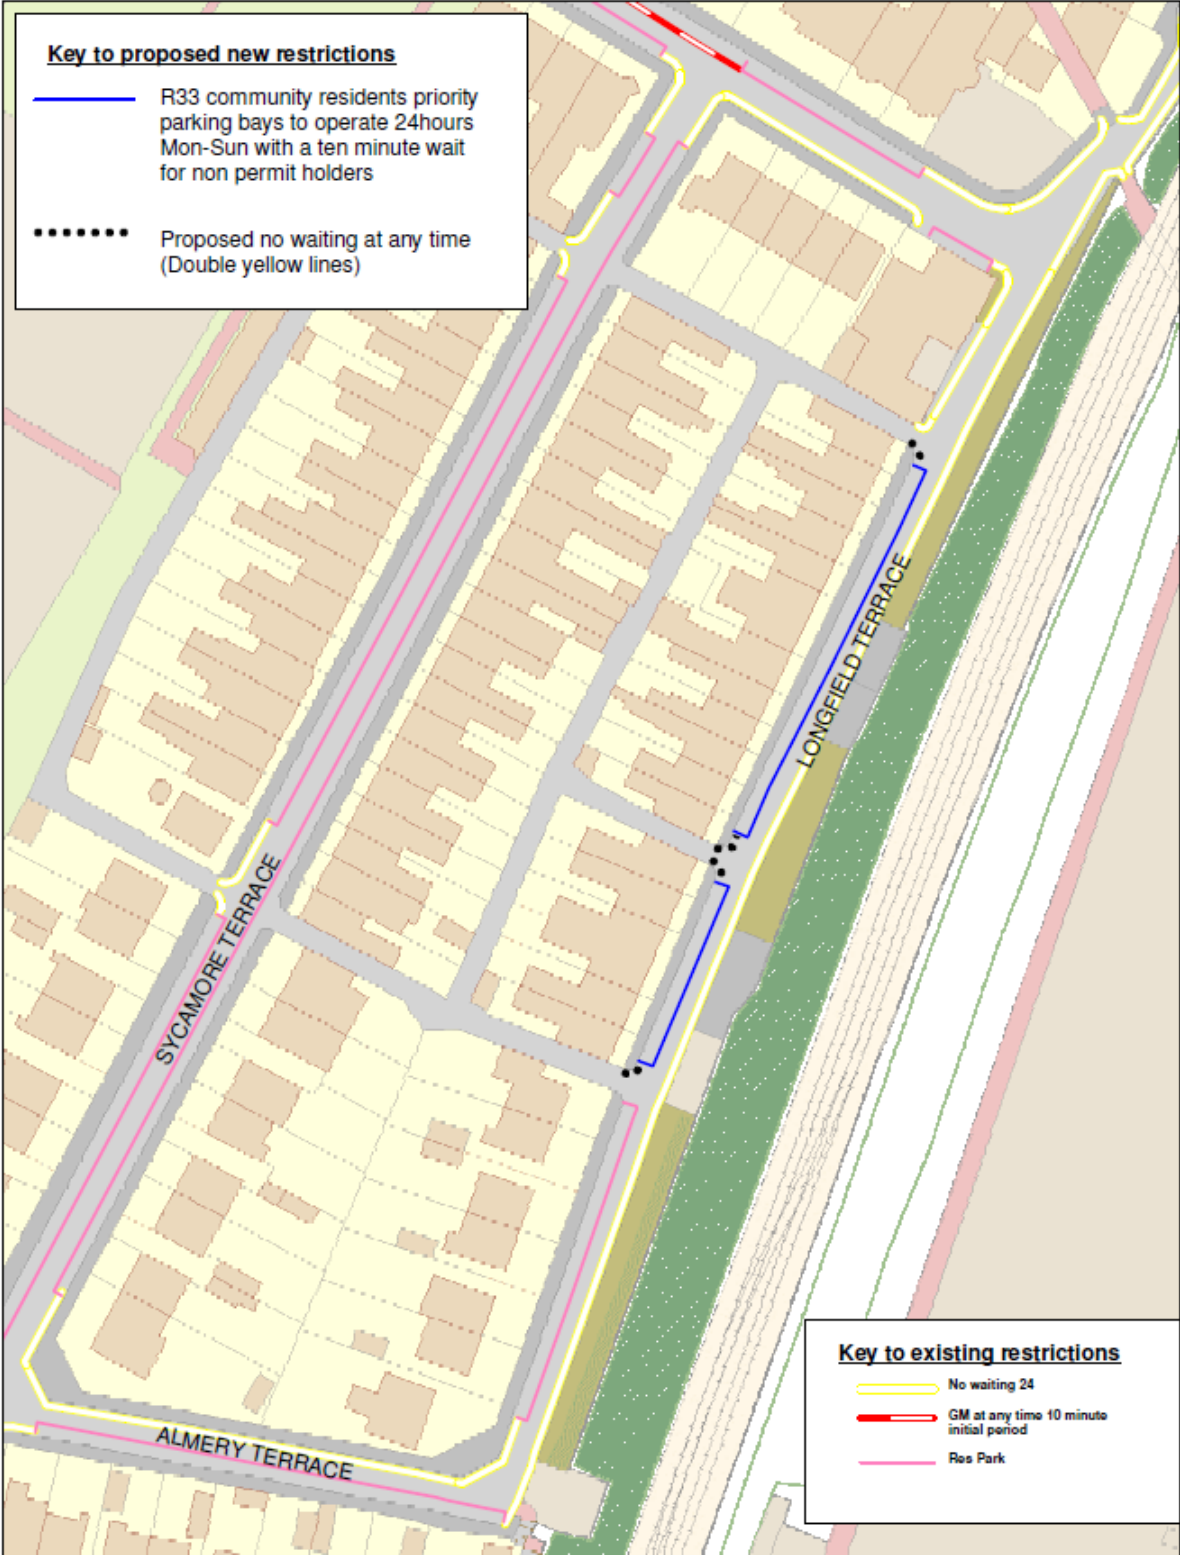 Key to proposed new restrictions
R33 community residents priority
parking bays to operate 24hours
Mon-Sun with a ten minute wait
for non permit holders
Proposed no waiting at any time
(Double yellow lines)
LONGFIELD TERRACE
SYCAMORE TERRACE
ALMERY TERRACE
Key to existing restrictions
No waiting 24
GM at any time 10 minute
initial period
Res Park